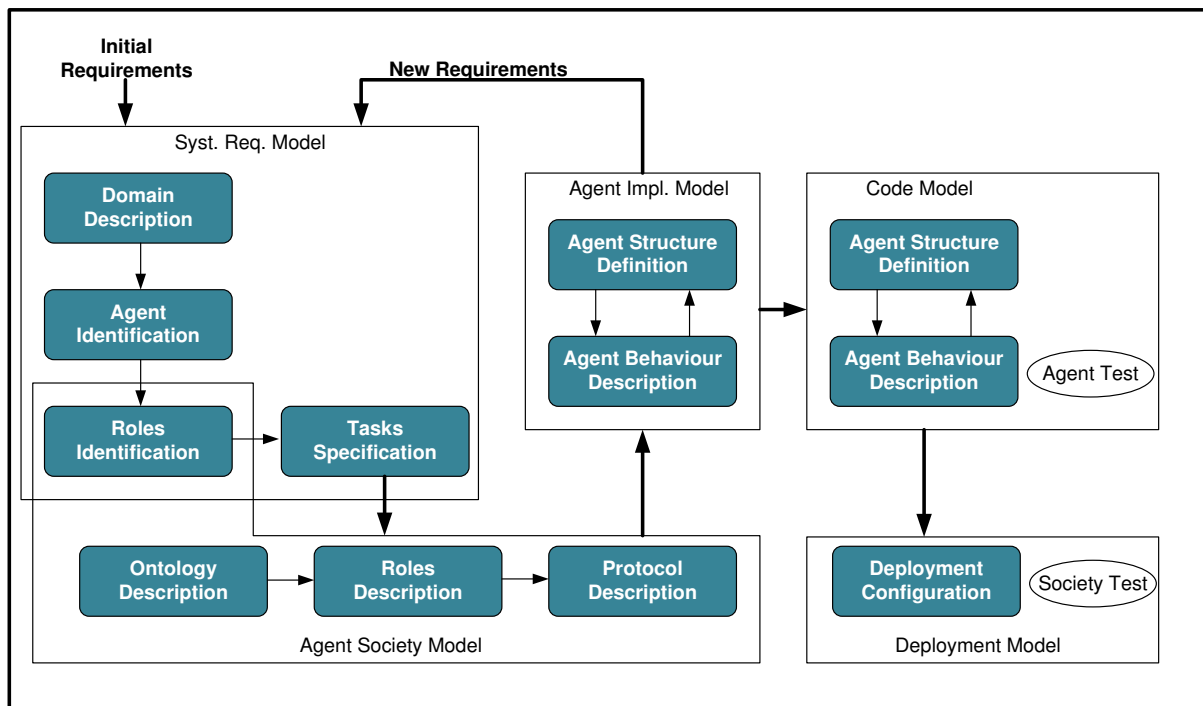 Initial
Requirements
New Requirements
Syst. Req. Model
Domain
Description
Agent
Identification
Roles
Identification
Tasks
Specification
Ontology
Description
Roles
Description
Protocol
Description
Agent Society Model
Agent Impl. Model
Agent Structure
Definition
Agent Behaviour
Description
Code Model
Agent Structure
Definition
Agent Behaviour
Description
Agent Test
Deployment
Configuration
Society Test
Deployment Model